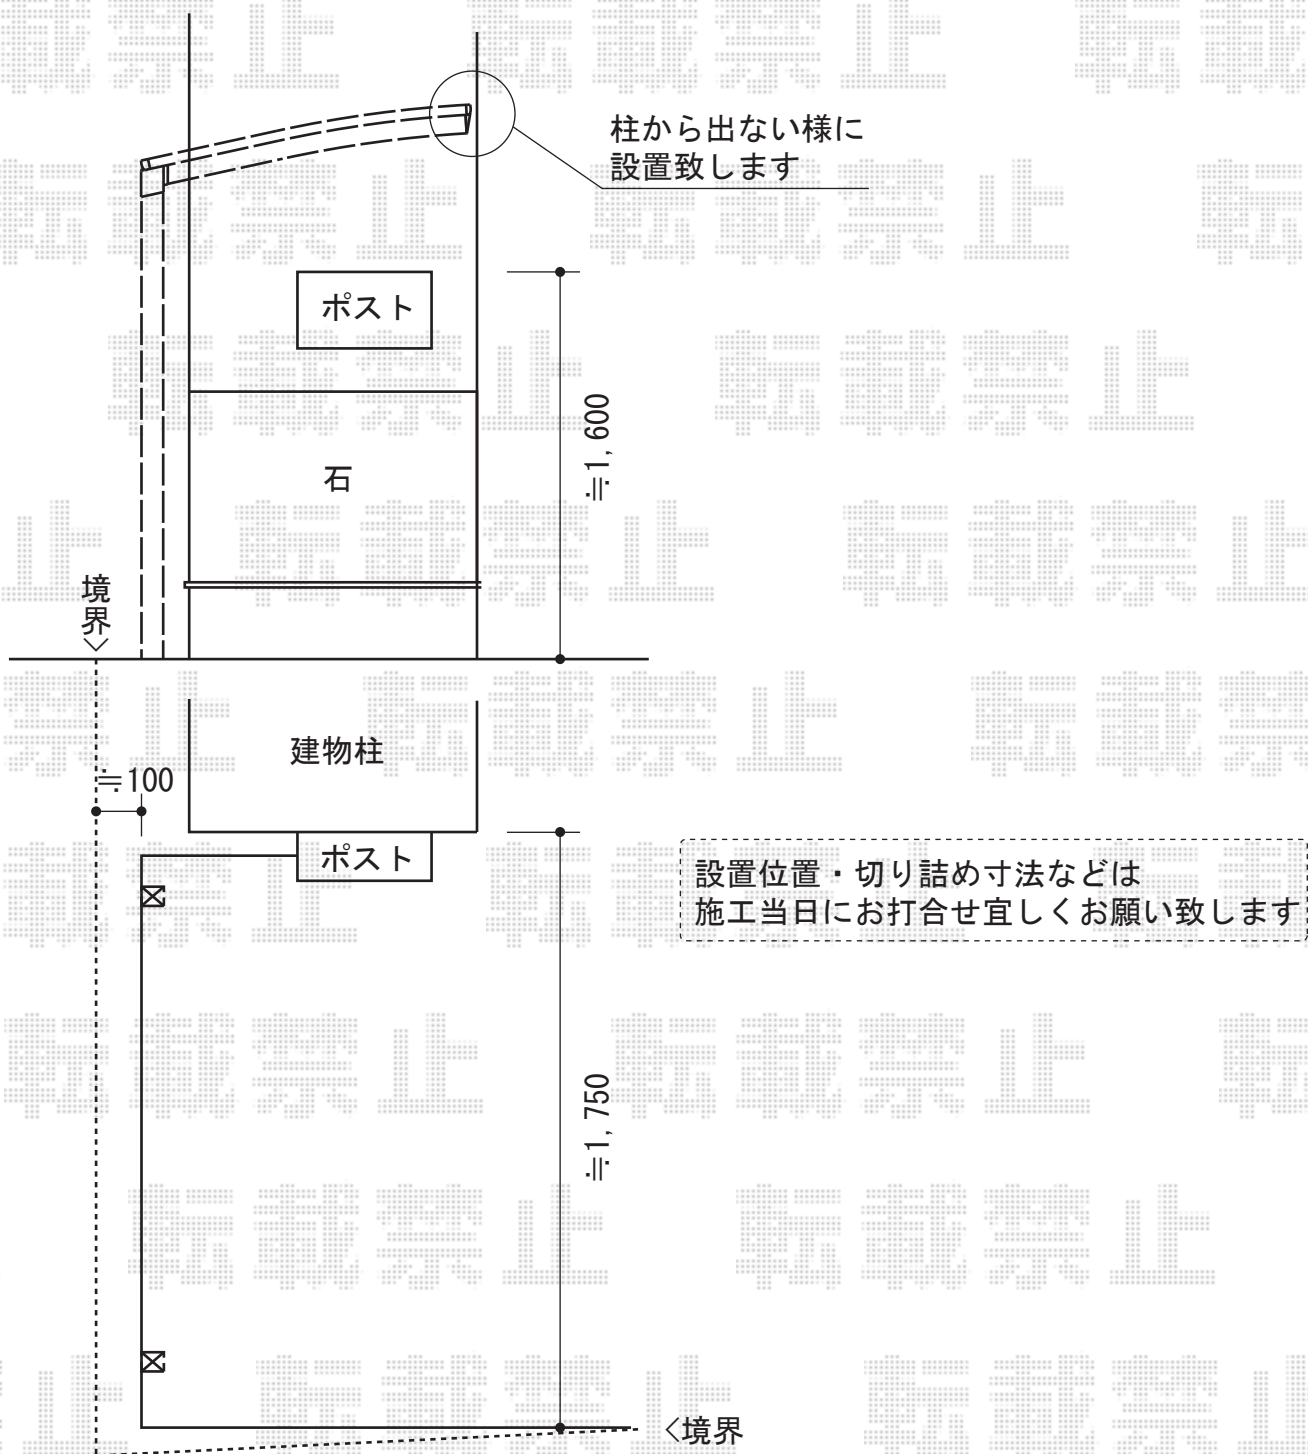 柱から出ない様に
設置致します
ポスト
≒1,600
石
境界
建物柱
≒100
ポスト
設置位置・切り詰め寸法などは
施工当日にお打合せ宜しくお願い致します
≒1,750
<境界
転載禁止